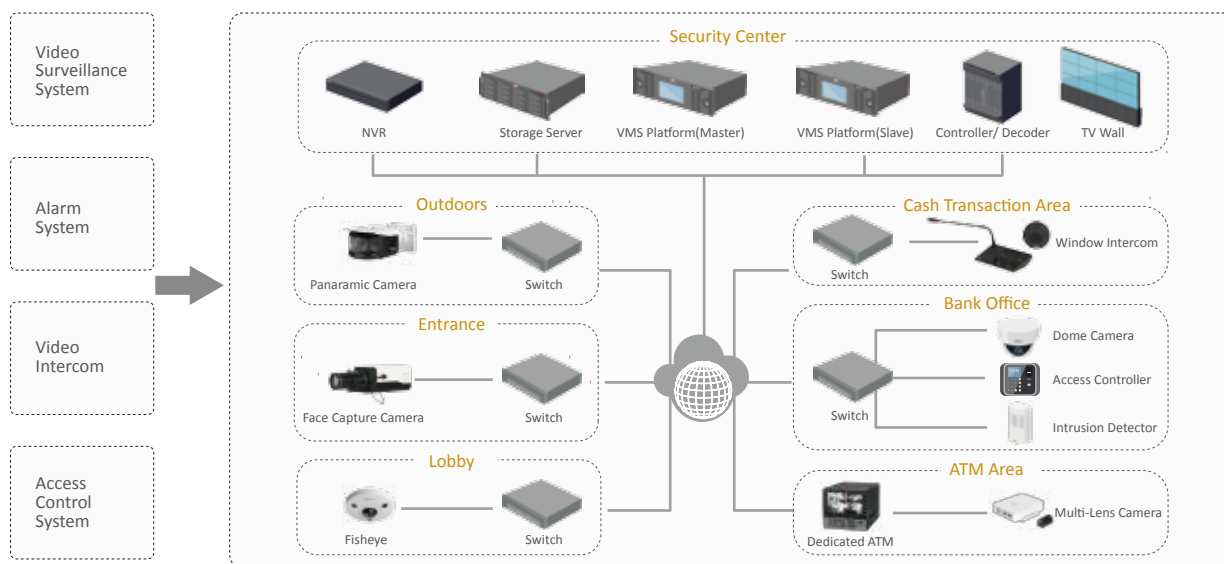 Video
Surveillance
System
Alarm
System
Video
Intercom
Access
Control
System
Security Center
NVR
Storage Server
VMS Platform(Master)
VMS Platform(Slave)
Controller/ Decoder
TV Wall
Outdoors
Panaramic Camera
Switch
Entrance
Face Capture Camera
Switch
Lobby
Fisheye
Switch
Cash Transaction Area
Switch
Window Intercom
Bank Office
Switch
Dome Camera
Access Controller
Intrusion Detector
ATM Area
Dedicated ATM
Multi-Lens Camera